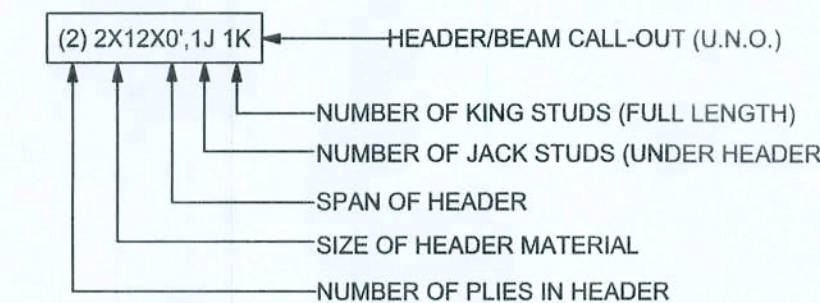 (2) 2X12X0',1J 1K
HEADER/BEAM CALL-OUT (U.N.O.)
NUMBER OF KING STUDS (FULL LENGTH)
NUMBER OF JACK STUDS (UNDER HEADER
SPAN OF HEADER
SIZE OF HEADER MATERIAL
NUMBER OF PLIES IN HEADER